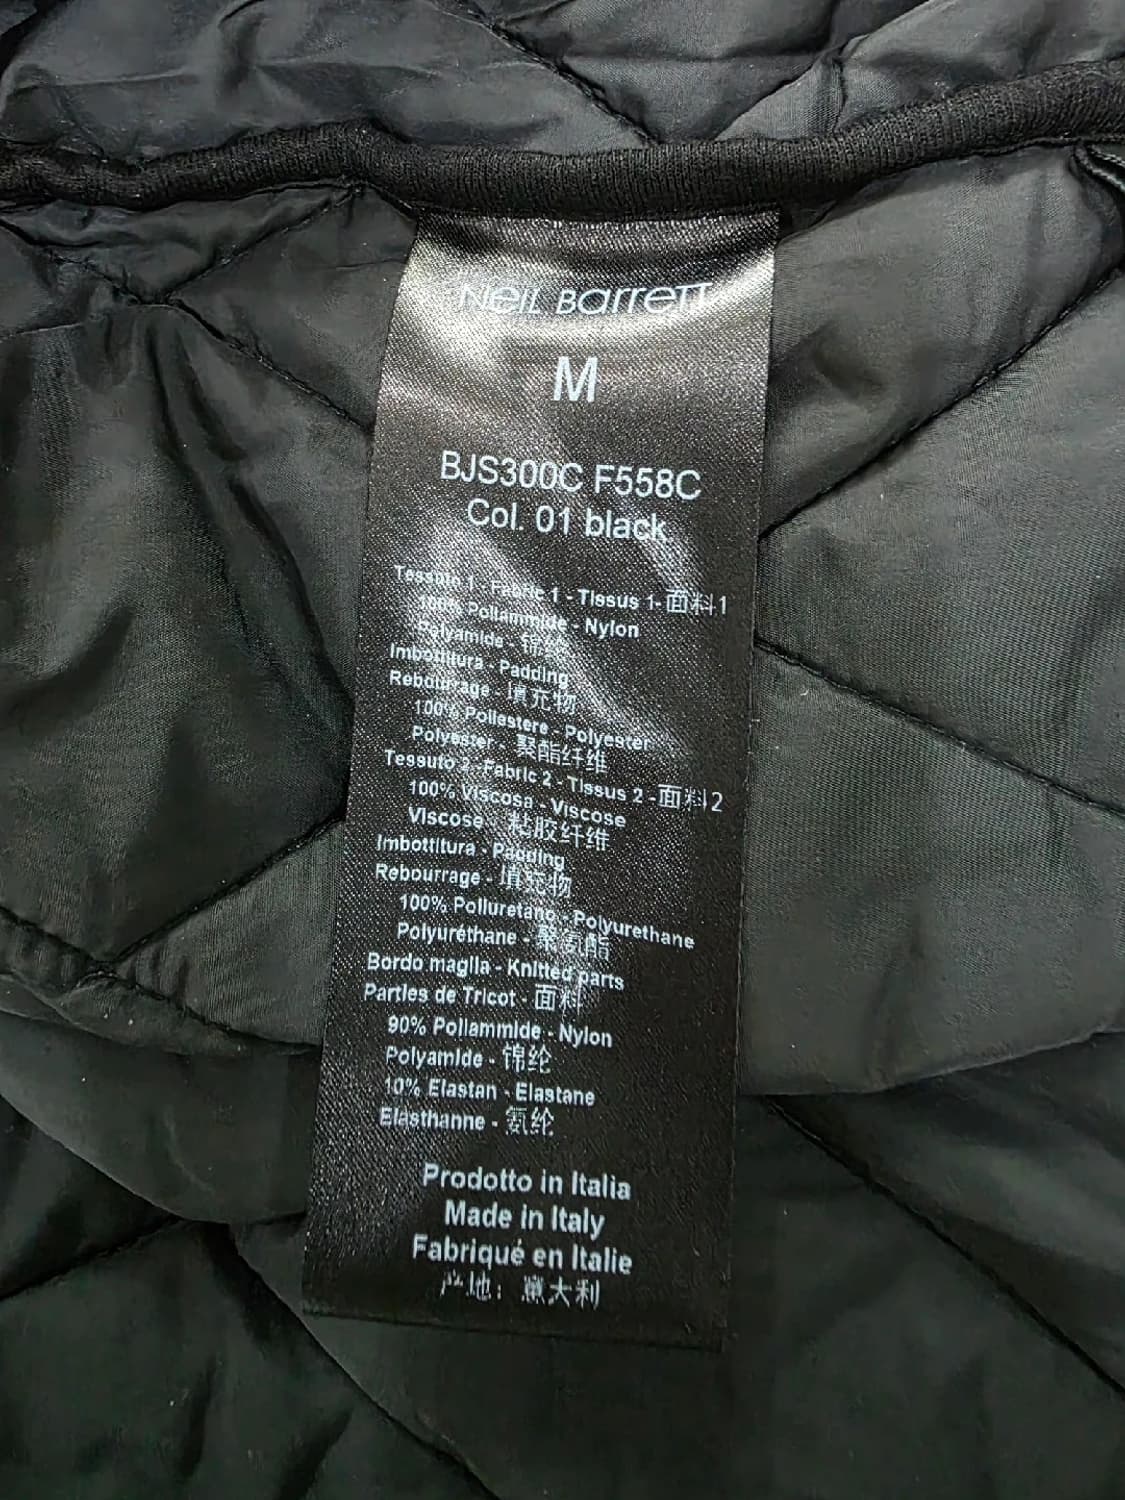 Neil Barrett
M
BJS300C F558C
Col. 01 black
Tessuto 1 - Fabric 1 - Tissus 1- 面料1
100% Poliammide - Nylon
Polyamide - 锦纶
Imbottitura - Padding
Rebourrage - 填充物
100% Poliestere - Polyester
Polyester - 聚酯纤维
Tessuto 2 - Fabric 2 - Tissus 2 - 面料2
100% Viscosa - Viscose
Viscose - 粘胶纤维
Imbottitura - Padding
Rebourrage - 填充物
100% Poliuretano - Polyurethane
Polyuréthane - 聚氨酯
Bordo maglia - Knitted parts
Parties de Tricot - 面料
90% Poliammide - Nylon
Polyamide - 锦纶
10% Elastan - Elastane
Elasthanne - 氨纶
Prodotto in Italia
Made in Italy
Fabriqué en Italie
产地: 大利